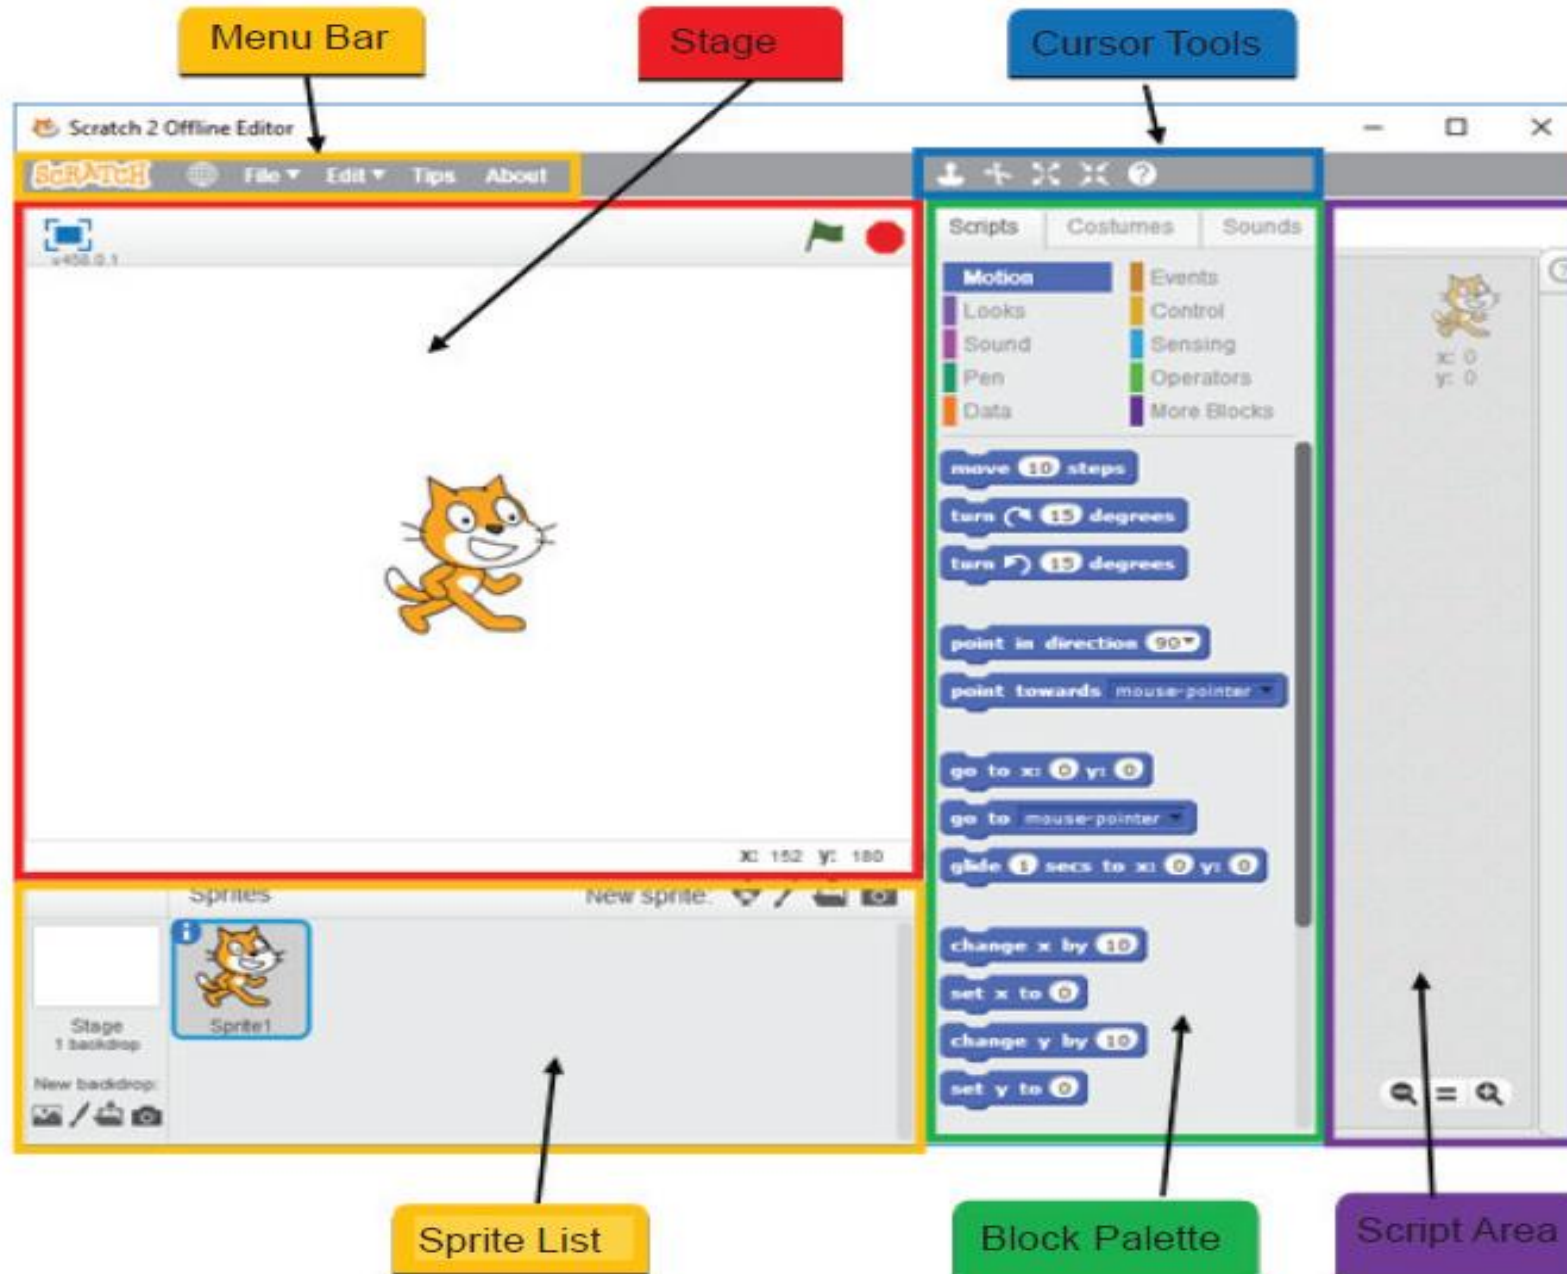 Menu Bar
Stage
Cursor Tools
Scratch 2 Offline Editor
SCRATCH File Edit Tips About
v458.0.1
Scripts Costumes Sounds
Motion Events
Looks Control
Sound Sensing
Pen Operators
Data More Blocks
move 10 steps
turn 15 degrees
turn 15 degrees
point in direction 90
point towards mouse-pointer
go to x: 0 y: 0
go to mouse-pointer
glide 1 secs to x: 0 y: 0
change x by 10
set x to 0
change y by 10
set y to 0
x: 0
y: 0
x: 152 y: 180
Sprites New sprite:
Stage
1 backdrop
New backdrop:
Sprite1
Sprite List
Block Palette
Script Area